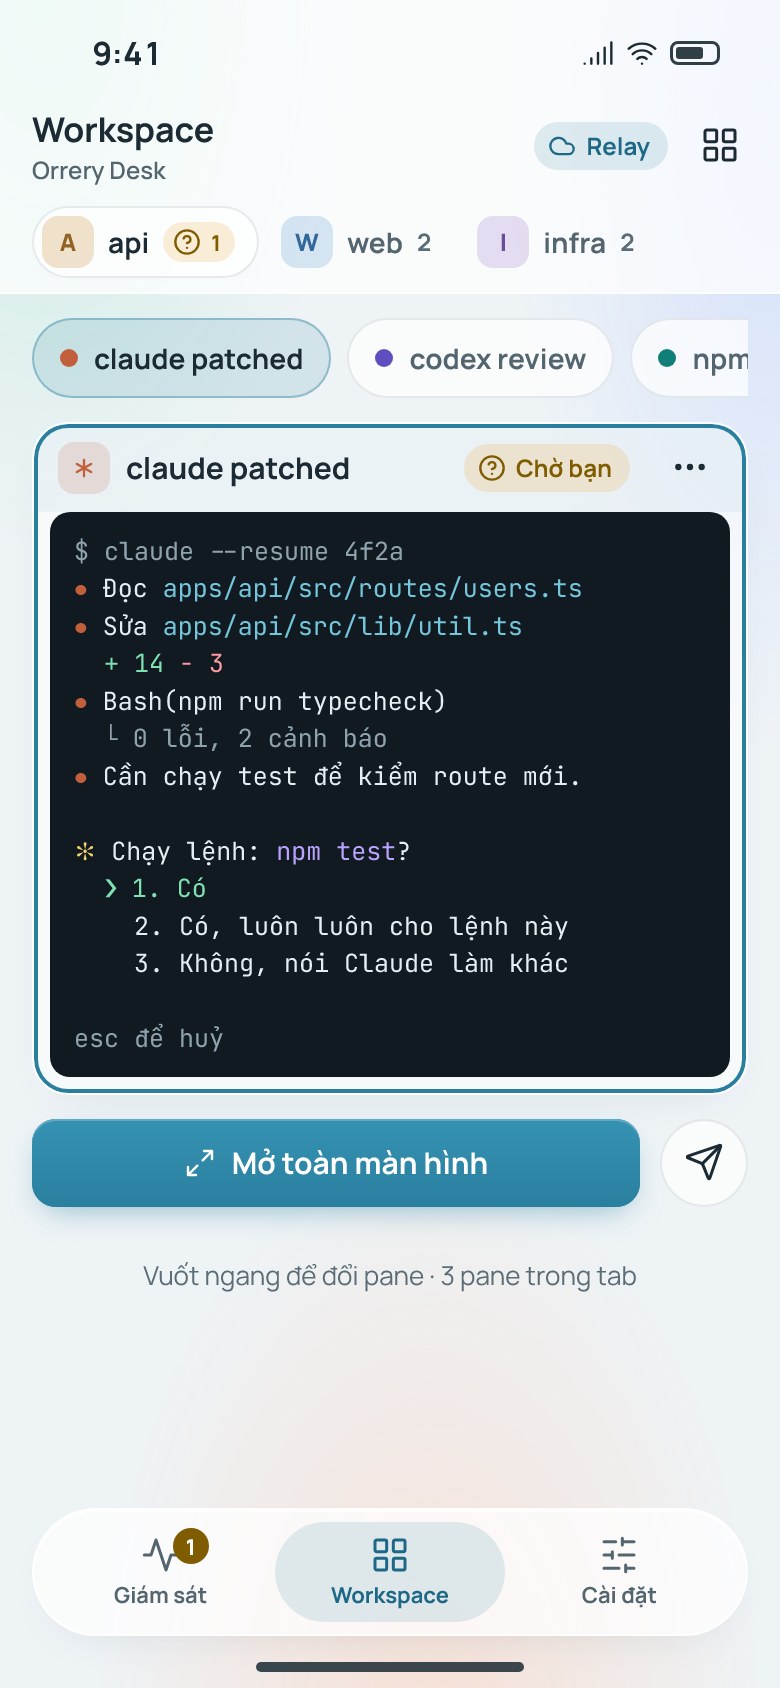 9:41
Workspace
Orrery Desk
Relay
A api 1 W web 2 I infra 2
claude patched codex review npm
claude patched Chờ bạn
$ claude --resume 4f2a
• Đọc apps/api/src/routes/users.ts
• Sửa apps/api/src/lib/util.ts
+ 14 - 3
• Bash(npm run typecheck)
└ 0 lỗi, 2 cảnh báo
• Cần chạy test để kiểm route mới.
✻ Chạy lệnh: npm test?
❯ 1. Có
2. Có, luôn luôn cho lệnh này
3. Không, nói Claude làm khác
esc để huỷ
Mở toàn màn hình
Vuốt ngang để đổi pane · 3 pane trong tab
1
Giám sát Workspace Cài đặt